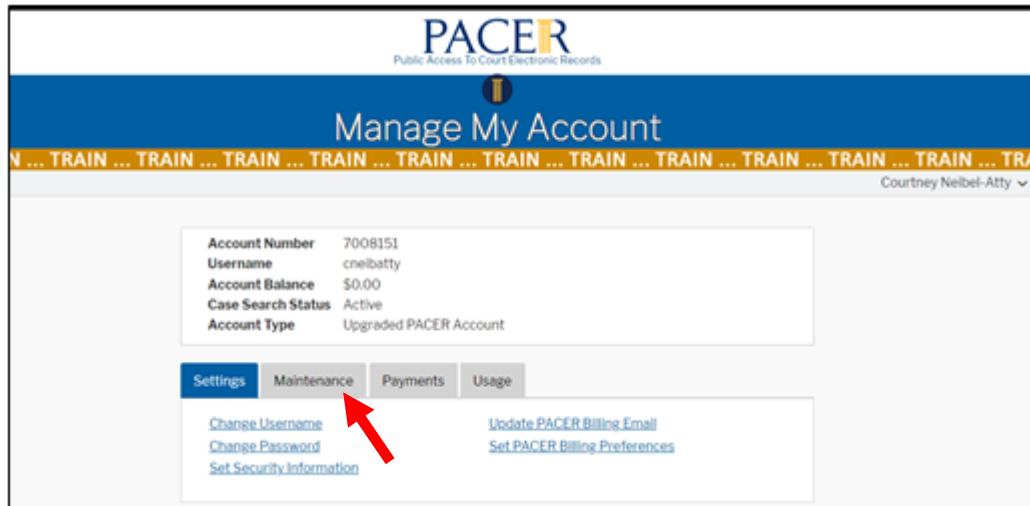 PACER
Public Access To Court Electronic Records
Manage My Account
N ... TRAIN ... TRAIN ... TRAIN ... TRAIN ... TRAIN ... TRAIN ... TRAIN ... TRAIN ... TRAIN ... TRAIN ... TRAIN ... TRA
Courtney Neibel-Atty
Account Number 7008151
Username cneibatty
Account Balance $0.00
Case Search Status Active
Account Type Upgraded PACER Account
Settings Maintenance Payments Usage
Change Username Update PACER Billing Email
Change Password Set PACER Billing Preferences
Set Security Information